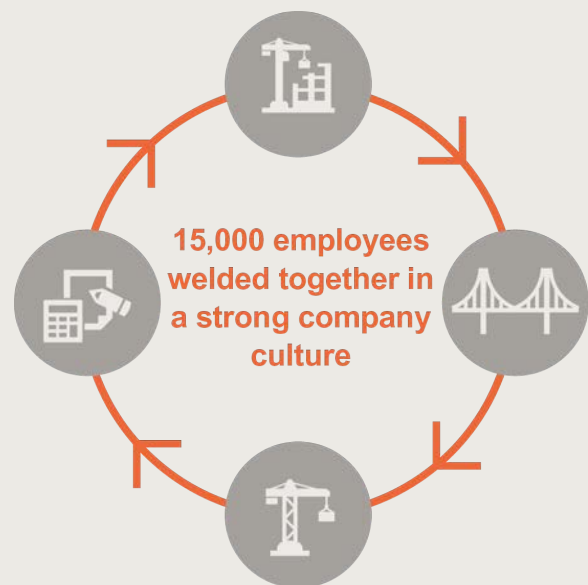 15,000 employees
welded together in
a strong company
culture